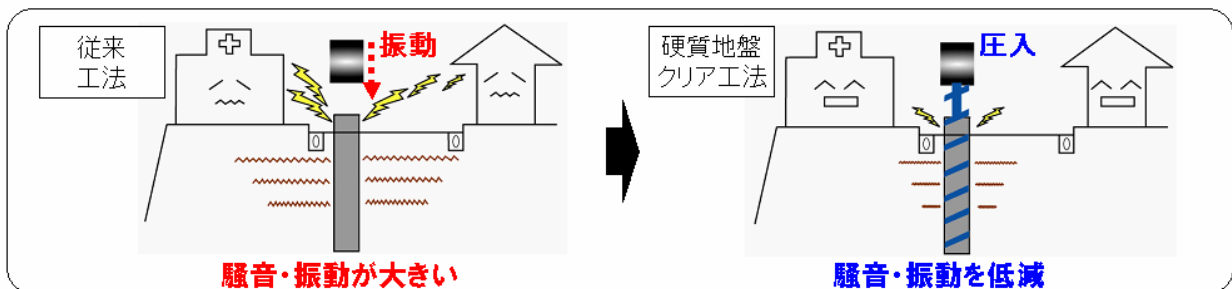 従来
工法
振動
騒音・振動が大きい
硬質地盤
クリア工法
圧入
騒音・振動を低減